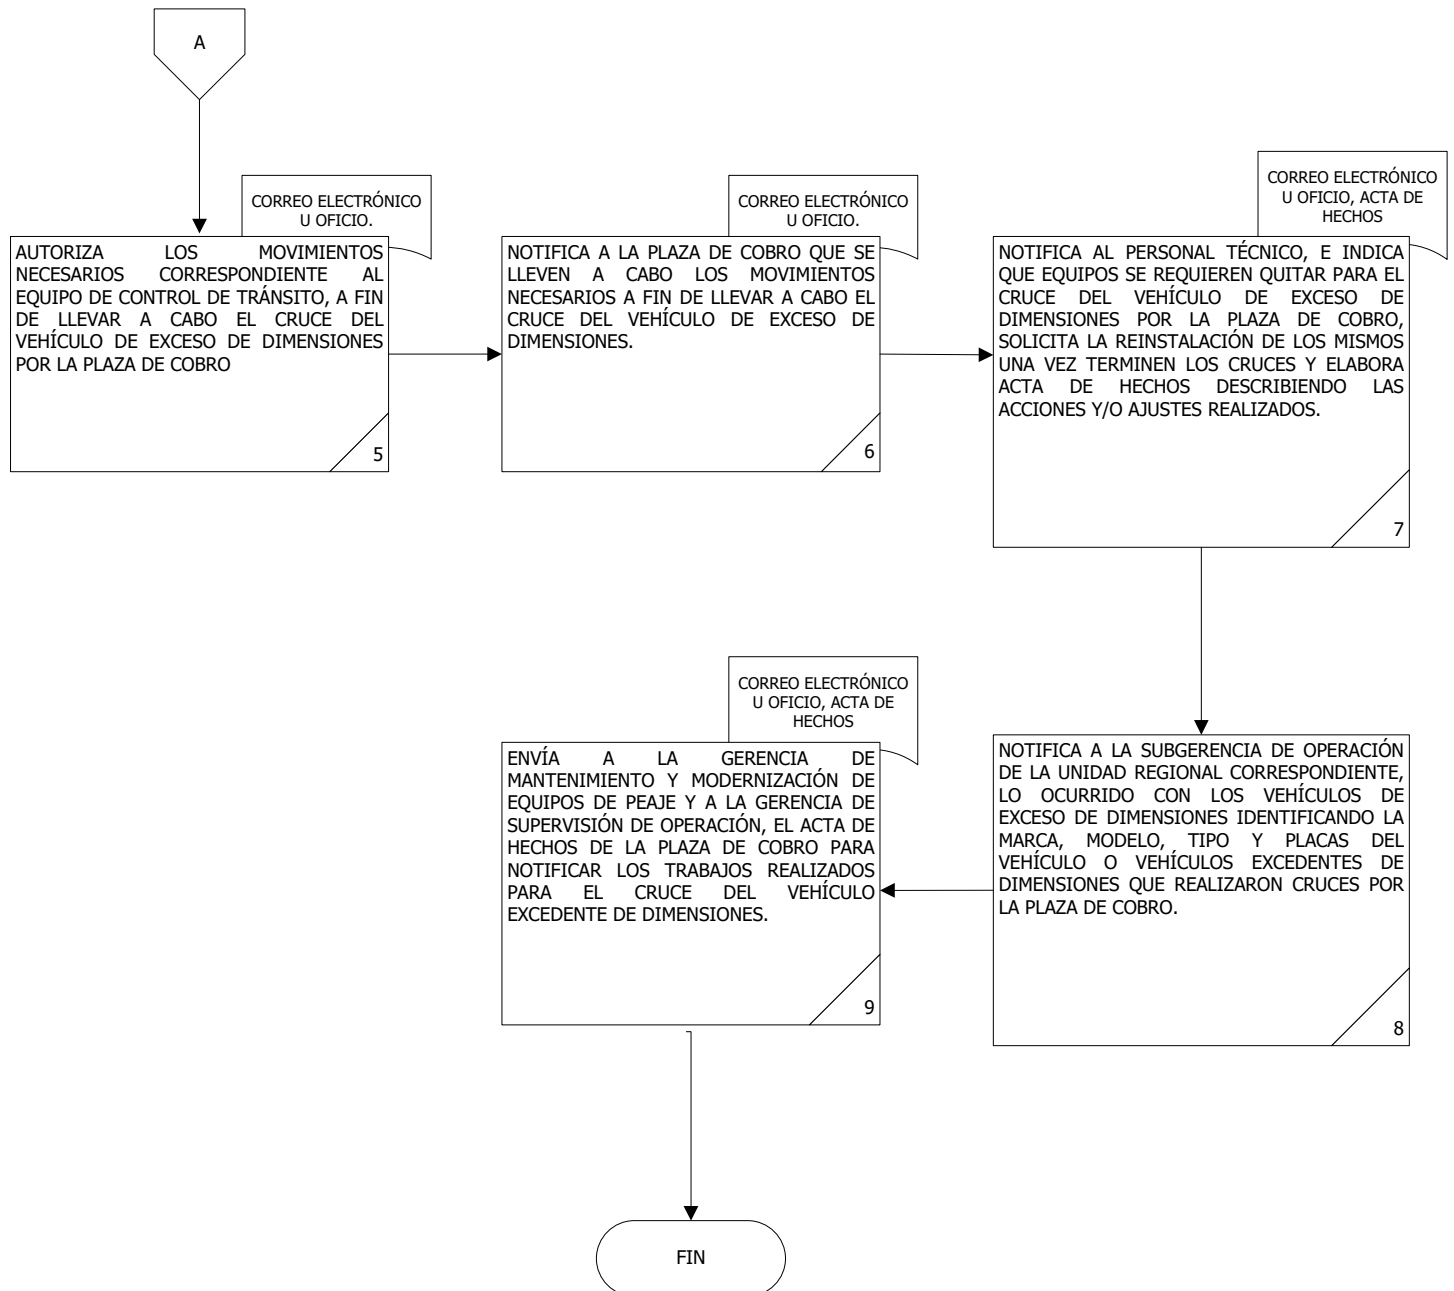 A
CORREO ELECTRÓNICO
U OFICIO.
AUTORIZA LOS MOVIMIENTOS
NECESARIOS CORRESPONDIENTE AL
EQUIPO DE CONTROL DE TRÁNSITO, A FIN
DE LLEVAR A CABO EL CRUCE DEL
VEHÍCULO DE EXCESO DE DIMENSIONES
POR LA PLAZA DE COBRO
5
CORREO ELECTRÓNICO
U OFICIO.
NOTIFICA A LA PLAZA DE COBRO QUE SE
LLEVEN A CABO LOS MOVIMIENTOS
NECESARIOS A FIN DE LLEVAR A CABO EL
CRUCE DEL VEHÍCULO DE EXCESO DE
DIMENSIONES.
6
CORREO ELECTRÓNICO
U OFICIO, ACTA DE
HECHOS
NOTIFICA AL PERSONAL TÉCNICO, E INDICA
QUE EQUIPOS SE REQUIEREN QUITAR PARA EL
CRUCE DEL VEHÍCULO DE EXCESO DE
DIMENSIONES POR LA PLAZA DE COBRO,
SOLICITA LA REINSTALACIÓN DE LOS MISMOS
UNA VEZ TERMINEN LOS CRUCES Y ELABORA
ACTA DE HECHOS DESCRIBIENDO LAS
ACCIONES Y/O AJUSTES REALIZADOS.
7
NOTIFICA A LA SUBGERENCIA DE OPERACIÓN
DE LA UNIDAD REGIONAL CORRESPONDIENTE,
LO OCURRIDO CON LOS VEHÍCULOS DE
EXCESO DE DIMENSIONES IDENTIFICANDO LA
MARCA, MODELO, TIPO Y PLACAS DEL
VEHÍCULO O VEHÍCULOS EXCEDENTES DE
DIMENSIONES QUE REALIZARON CRUCES POR
LA PLAZA DE COBRO.
8
CORREO ELECTRÓNICO
U OFICIO, ACTA DE
HECHOS
ENVÍA A LA GERENCIA DE
MANTENIMIENTO Y MODERNIZACIÓN DE
EQUIPOS DE PEAJE Y A LA GERENCIA DE
SUPERVISIÓN DE OPERACIÓN, EL ACTA DE
HECHOS DE LA PLAZA DE COBRO PARA
NOTIFICAR LOS TRABAJOS REALIZADOS
PARA EL CRUCE DEL VEHÍCULO
EXCEDENTE DE DIMENSIONES.
9
FIN